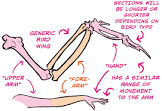 SECTIONS WILL
BE LONGER OR
SHORTER
DEPENDING
ON BIRD TYPE
GENERIC
BIRD
WING
"HAND"
"UPPER
ARM"
"FORE-
ARM"
HAS A SIMILAR
RANGE OF
MOVEMENT
TO THE ARM